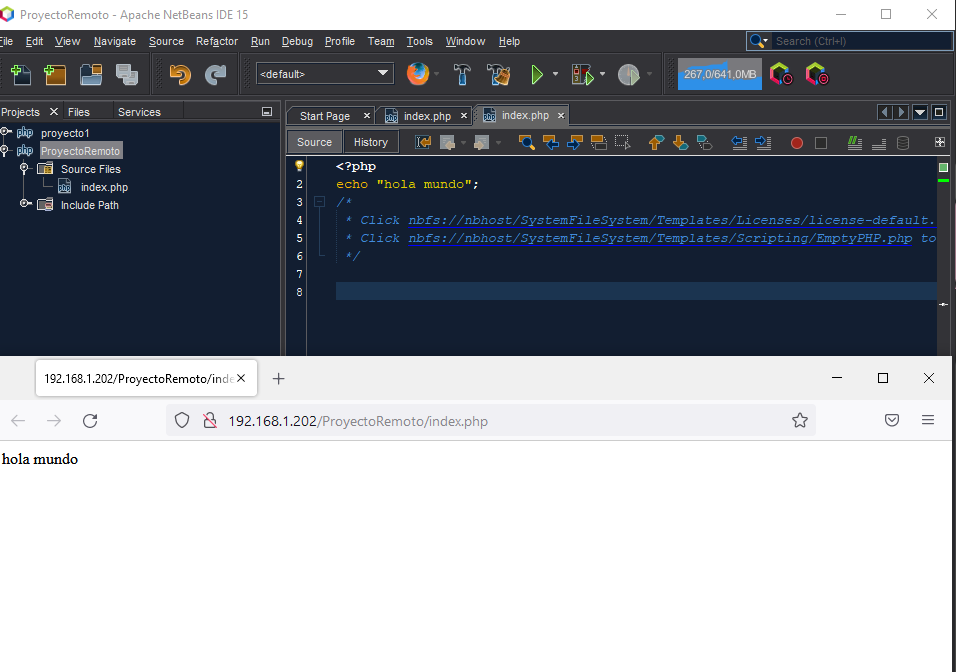 ProyectoRemoto - Apache NetBeans IDE 15
File Edit View Navigate Source Refactor Run Debug Profile Team Tools Window Help
Search (Ctrl+I)
<default>
267,0/641,0MB
Projects Files Services
Start Page index.php index.php
proyecto1
ProyectoRemoto
Source Files
index.php
Include Path
Source History
<?php
2 echo "hola mundo";
3 /*
4 * Click nbfs://nbhost/SystemFileSystem/Templates/Licenses/license-default.
5 * Click nbfs://nbhost/SystemFileSystem/Templates/Scripting/EmptyPHP.php to
6 */
7
8
192.168.1.202/ProyectoRemoto/inde
192.168.1.202/ProyectoRemoto/index.php
hola mundo